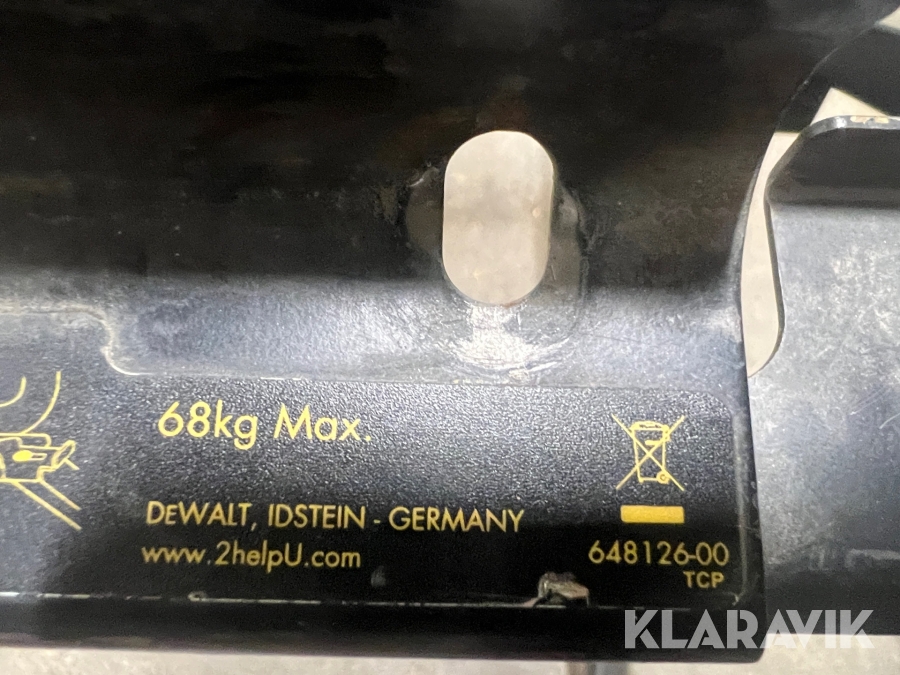 68kg Max.
DEWALT, IDSTEIN - GERMANY
www.2helpU.com
648126-00
TCP
KLARAVIK